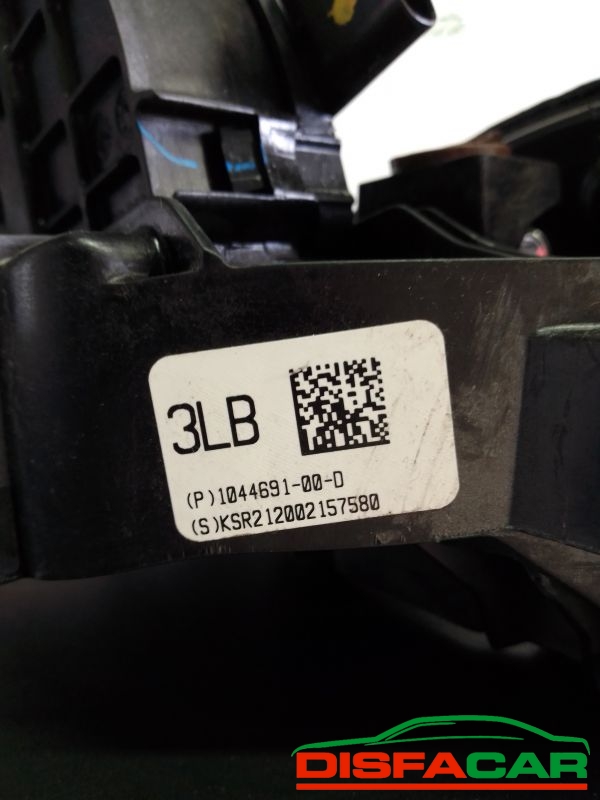 3LB
(P)1044691-00-D
(S)KSR212002157580
DISFACAR